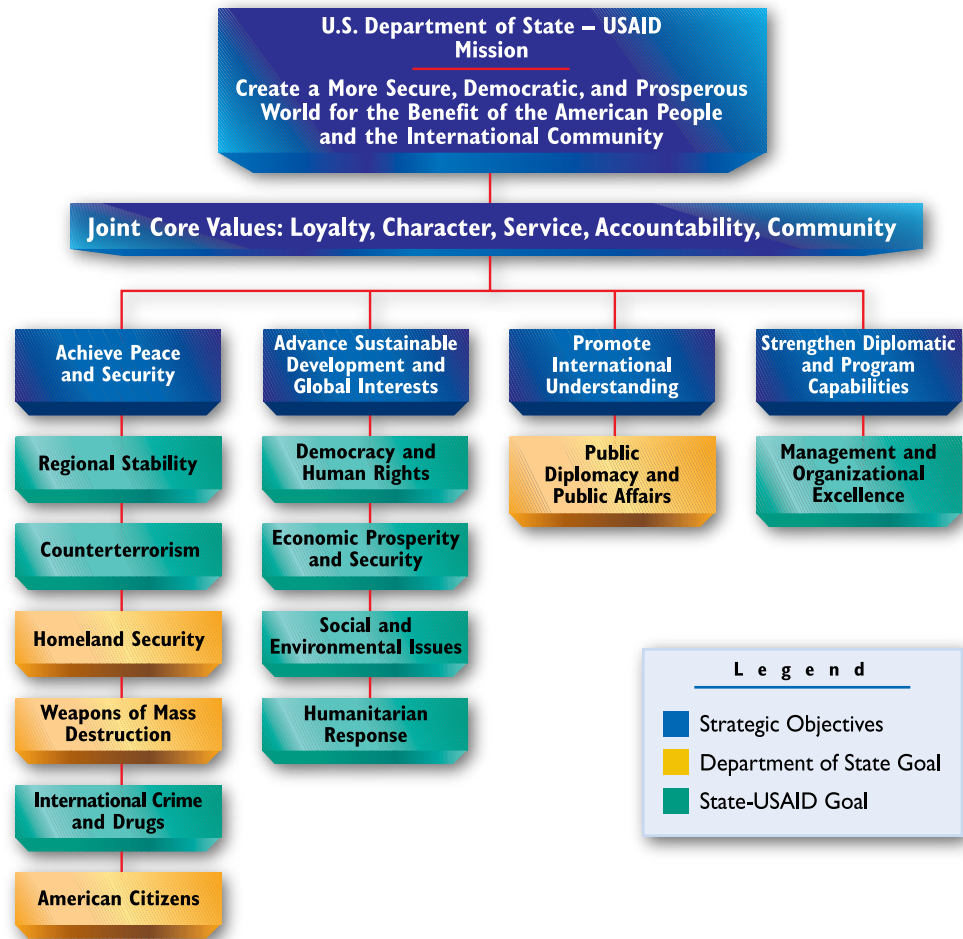 U.S. Department of State – USAID
Mission
Create a More Secure, Democratic, and Prosperous
World for the Benefit of the American People
and the International Community
Joint Core Values: Loyalty, Character, Service, Accountability, Community
Achieve Peace
and Security
Regional Stability
Counterterrorism
Homeland Security
Weapons of Mass
Destruction
International Crime
and Drugs
American Citizens
Advance Sustainable
Development and
Global Interests
Democracy and
Human Rights
Economic Prosperity
and Security
Social and
Environmental Issues
Humanitarian
Response
Promote
International
Understanding
Public
Diplomacy and
Public Affairs
Strengthen Diplomatic
and Program
Capabilities
Management and
Organizational
Excellence
Legend
Strategic Objectives
Department of State Goal
State-USAID Goal